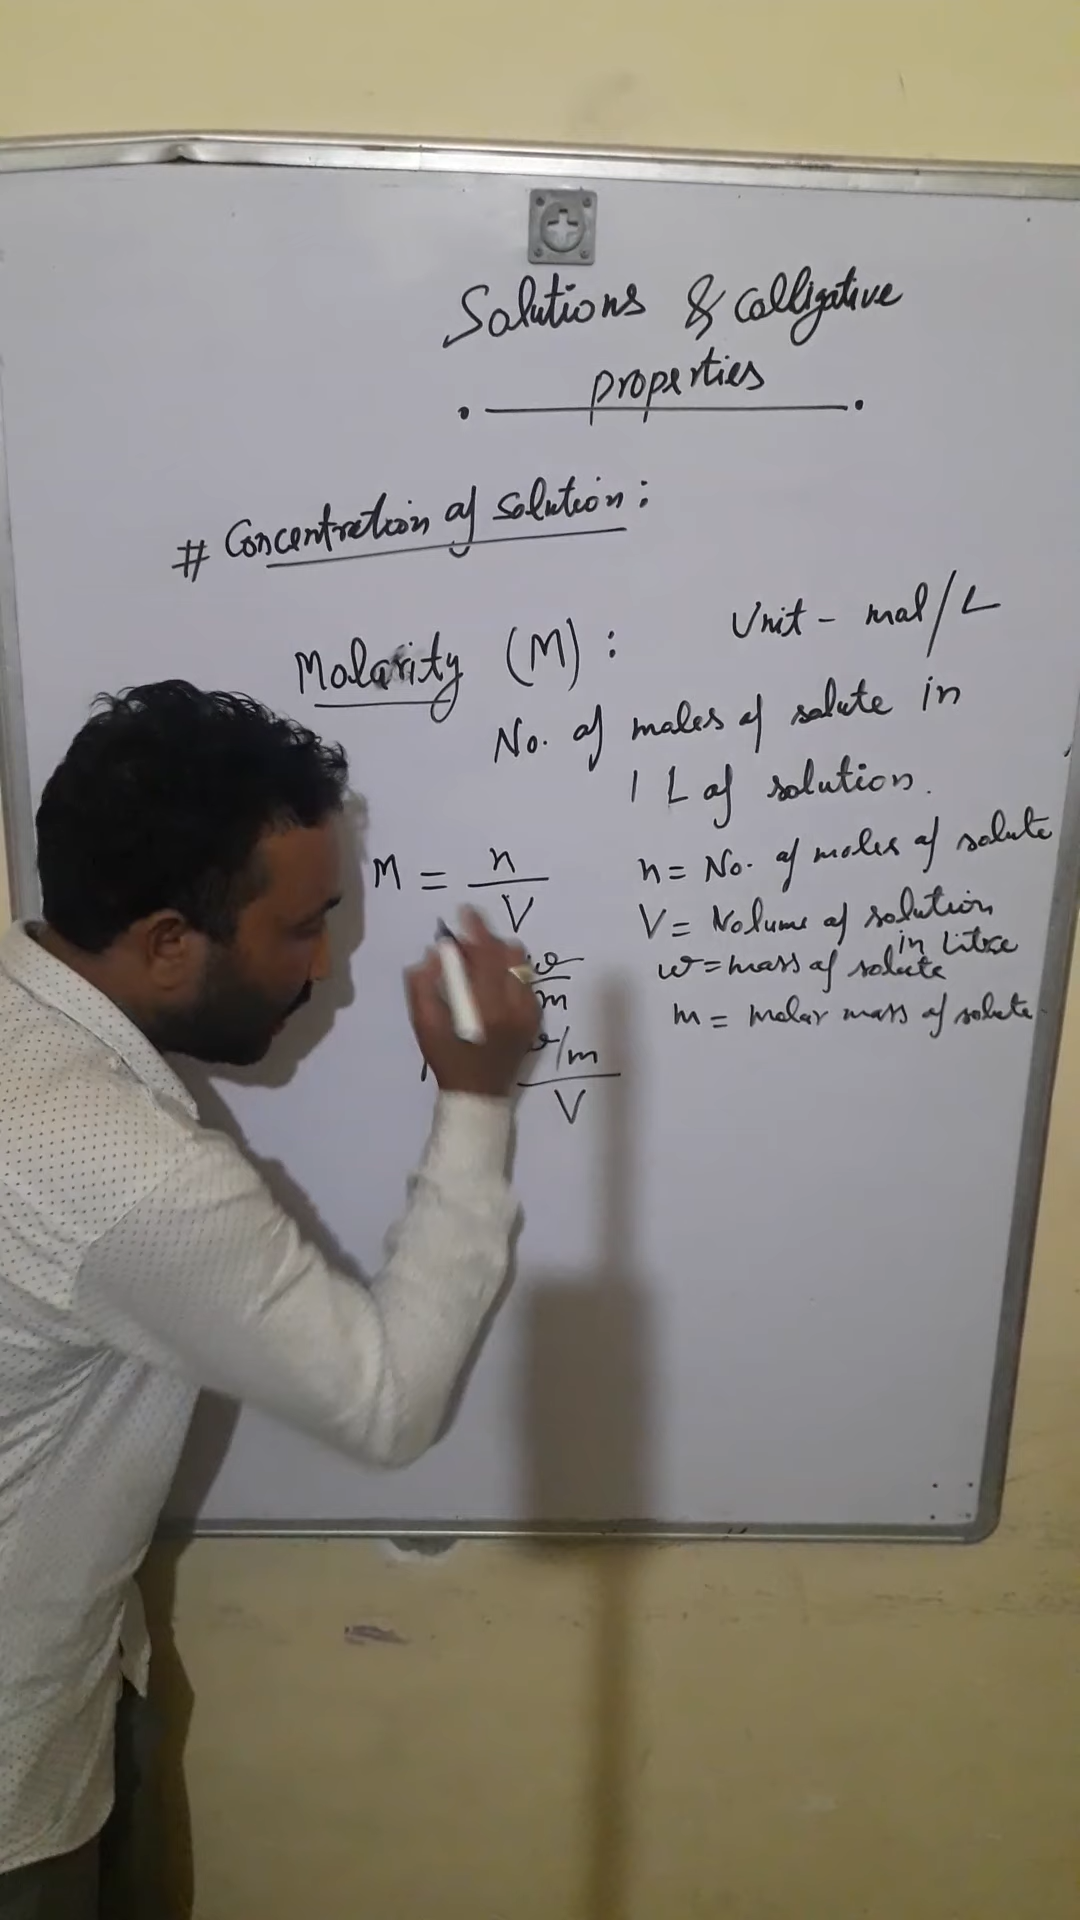 Solutions & Colligative
properties
# Concentration of solution:
Molarity (M): Unit - mol/L
No. of moles of solute in
1 L of solution.
M = n/V
n = No. of moles of solute
V = Volume of solution
in Litre
w = mass of solute
m = molar mass of solute
w/m
w/m
V